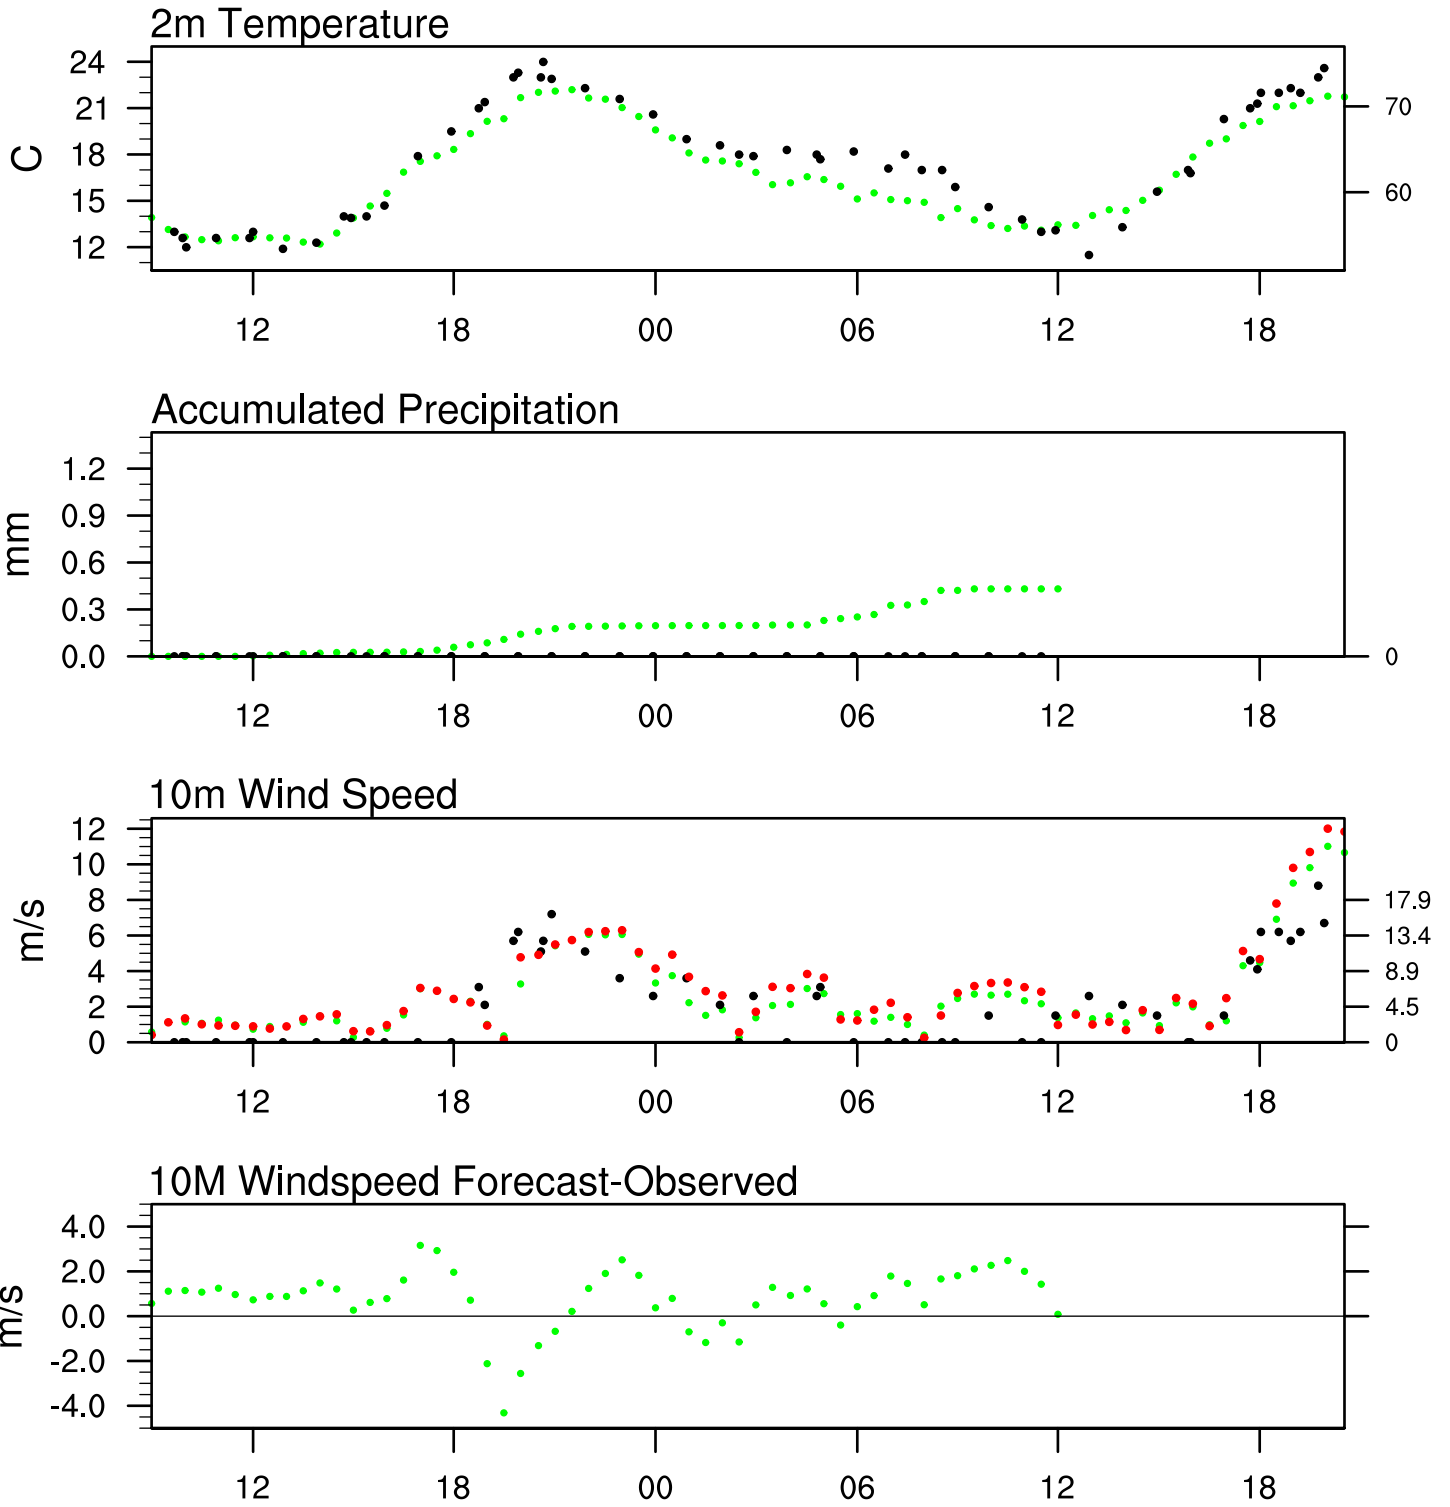 2m Temperature
24
21
18
15
12
C
70
60
12 18 00 06 12 18
Accumulated Precipitation
1.2
0.9
0.6
0.3
0.0
mm
0
12 18 00 06 12 18
10m Wind Speed
12
10
8
6
4
2
0
m/s
17.9
13.4
8.9
4.5
0
12 18 00 06 12 18
10M Windspeed Forecast-Observed
4.0
2.0
0.0
-2.0
-4.0
m/s
12 18 00 06 12 18